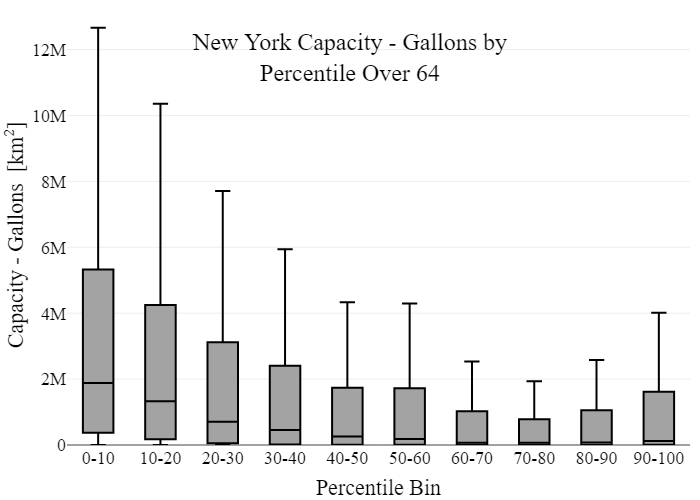 New York Capacity - Gallons by
Percentile Over 64
Capacity - Gallons [km²]
12M
10M
8M
6M
4M
2M
0
0-10 10-20 20-30 30-40 40-50 50-60 60-70 70-80 80-90 90-100
Percentile Bin